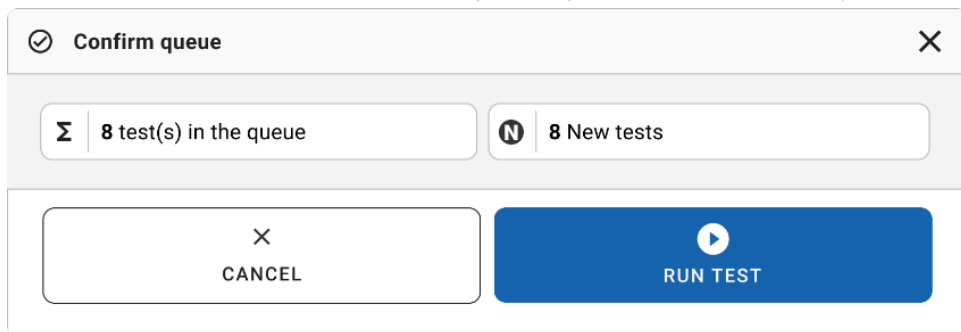 Confirm queue
Σ 8 test(s) in the queue
N 8 New tests
CANCEL
RUN TEST